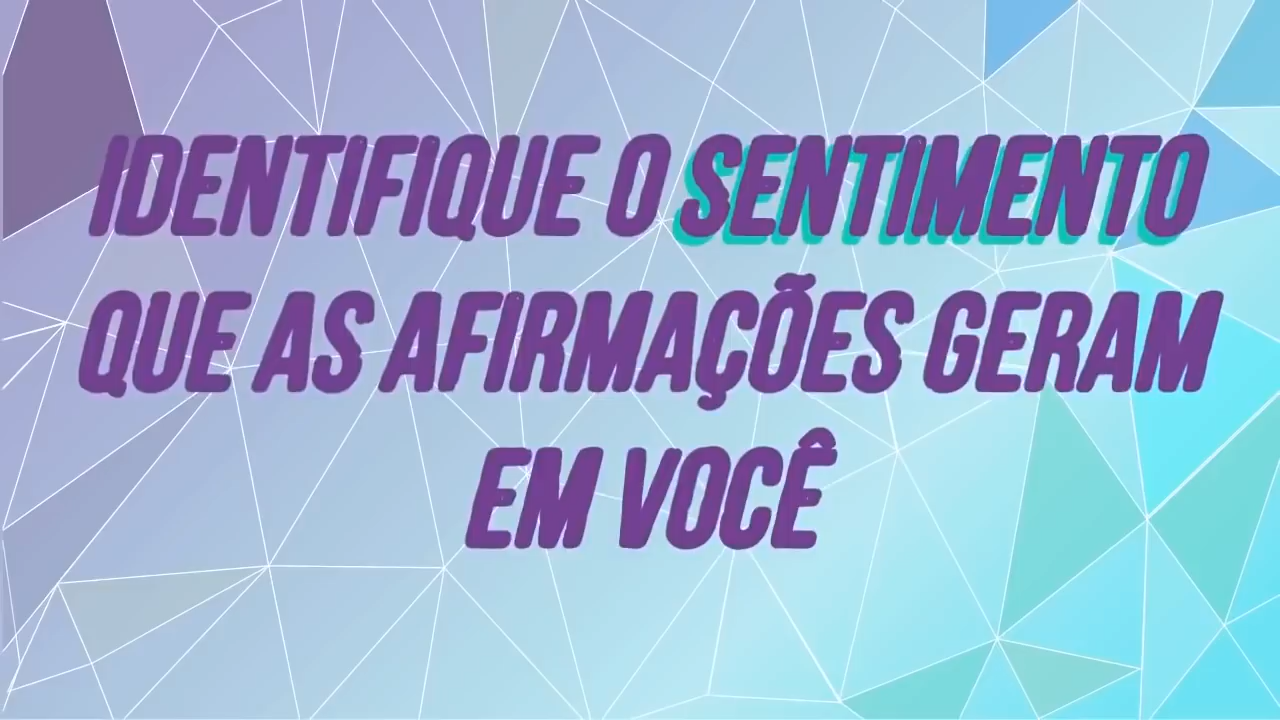 IDENTIFIQUE O SENTIMENTO
QUE AS AFIRMAÇÕES GERAM
EM VOCÊ